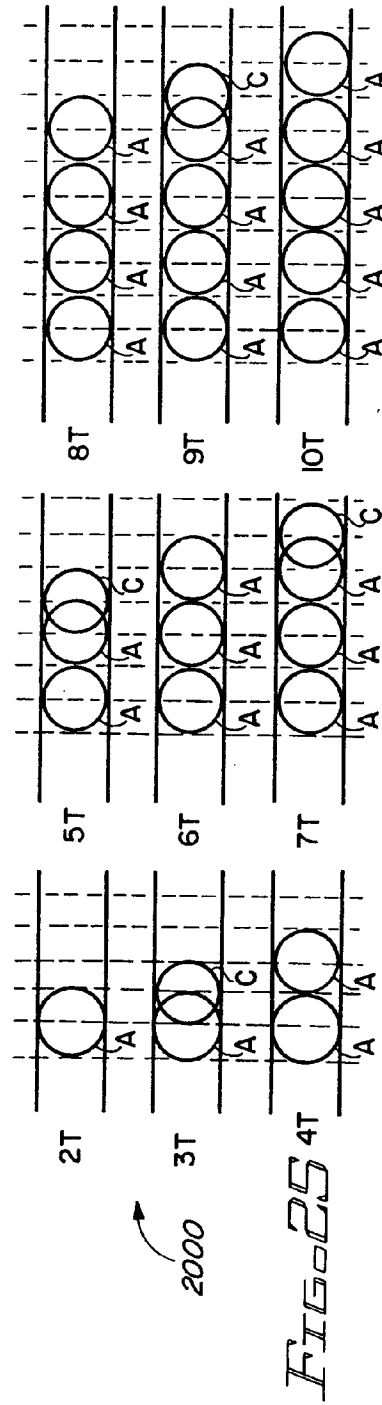 2T
A
3T
A C
4T
A A
5T
A A C
6T
A A A
7T
A A A C
8T
A A A A
9T
A A A A C
10T
A A A A A
2000
FIG. 25